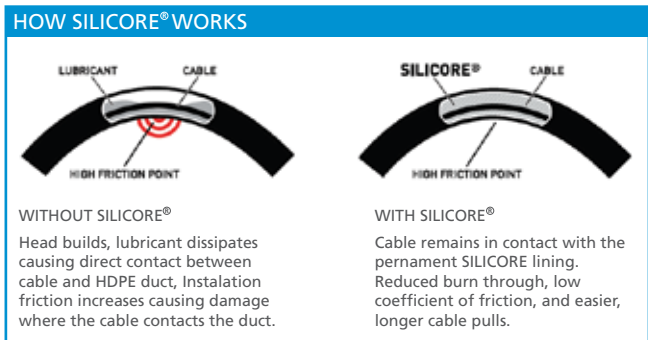 HOW SILICORE® WORKS
LUBRICANT CABLE
HIGH FRICTION POINT
SILICORE® CABLE
HIGH FRICTION POINT
WITHOUT SILICORE®
Head builds, lubricant dissipates
causing direct contact between
cable and HDPE duct, Instalation
friction increases causing damage
where the cable contacts the duct.
WITH SILICORE®
Cable remains in contact with the
pernament SILICORE lining.
Reduced burn through, low
coefficient of friction, and easier,
longer cable pulls.